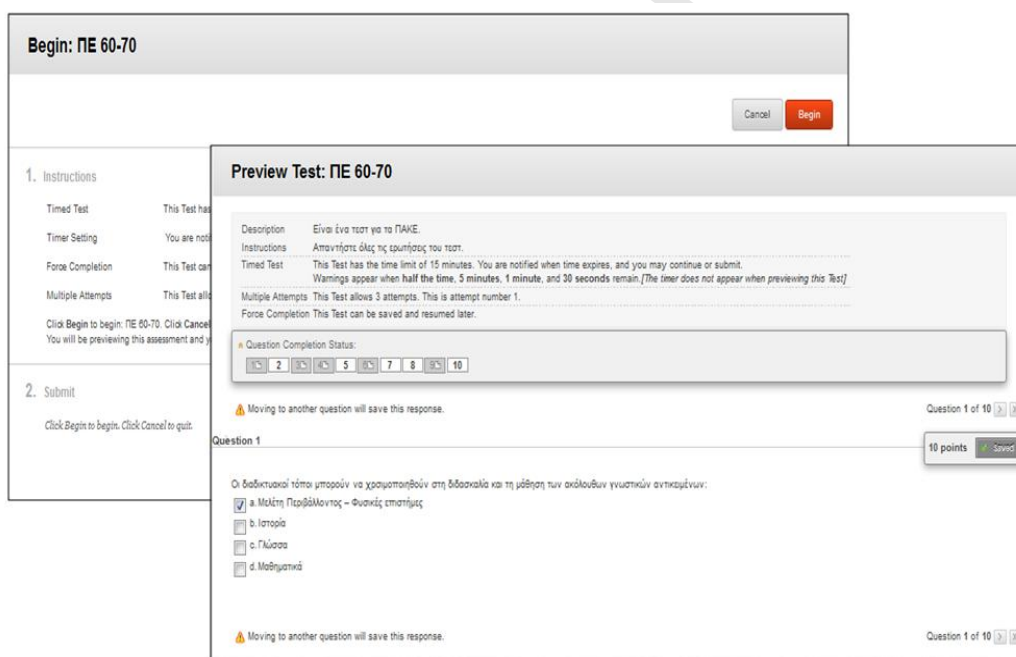 Begin: ΠΕ 60-70
Cancel
Begin
1. Instructions
Timed Test This Test has
Timer Setting You are noti
Force Completion This Test can
Multiple Attempts This Test allo
Click Begin to begin: ΠΕ 60-70. Click Cancel
You will be previewing this assessment and y
2. Submit
Click Begin to begin. Click Cancel to quit.
Preview Test: ΠΕ 60-70
Description Είναι ένα τεστ για τα ΠΑΚΕ.
Instructions Απαντήστε όλες τις ερωτήσεις του τεστ.
Timed Test This Test has the time limit of 15 minutes. You are notified when time expires, and you may continue or submit.
Warnings appear when half the time, 5 minutes, 1 minute, and 30 seconds remain.[The timer does not appear when previewing this Test]
Multiple Attempts This Test allows 3 attempts. This is attempt number 1.
Force Completion This Test can be saved and resumed later.
Question Completion Status:
1 2 3 4 5 6 7 8 9 10
Moving to another question will save this response.
Question 1 of 10 > >
Question 1
10 points Saved
Οι διαδικτυακοί τόποι μπορούν να χρησιμοποιηθούν στη διδασκαλία και τη μάθηση των ακόλουθων γνωστικών αντικειμένων:
a. Μελέτη Περιβάλλοντος – Φυσικές επιστήμες
b. Ιστορία
c. Γλώσσα
d. Μαθηματικά
Moving to another question will save this response.
Question 1 of 10 > >